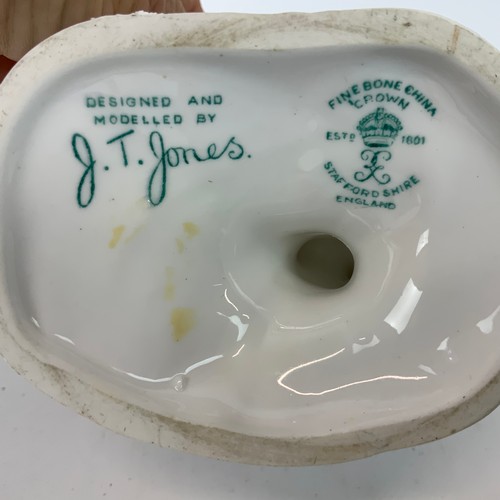 DESIGNED AND
MODELLED BY
J. T. Jones.
FINE BONE CHINA
CROWN
ESTD 1801
STAFFORDSHIRE
ENGLAND